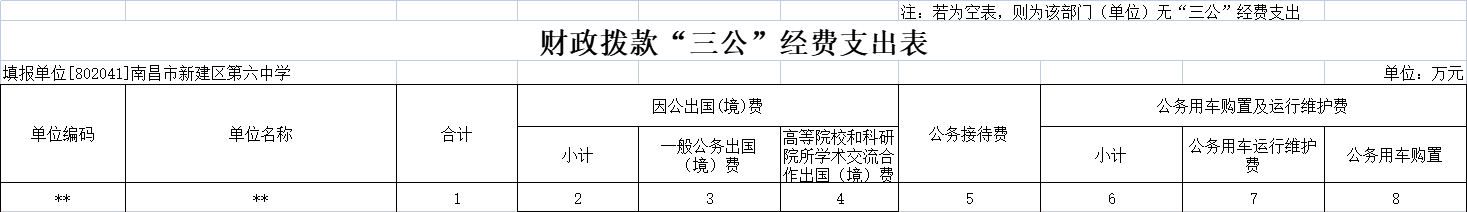 注：若为空表，则为该部门（单位）无“三公”经费支出
财政拨款“三公”经费支出表
填报单位[802041]南昌市新建区第六中学 单位：万元
单位编码 单位名称 合计 因公出国(境)费 公务接待费 公务用车购置及运行维护费
小计 一般公务出国（境）费 高等院校和科研院所学术交流合作出国（境）费 小计 公务用车运行维护费 公务用车购置
** ** 1 2 3 4 5 6 7 8